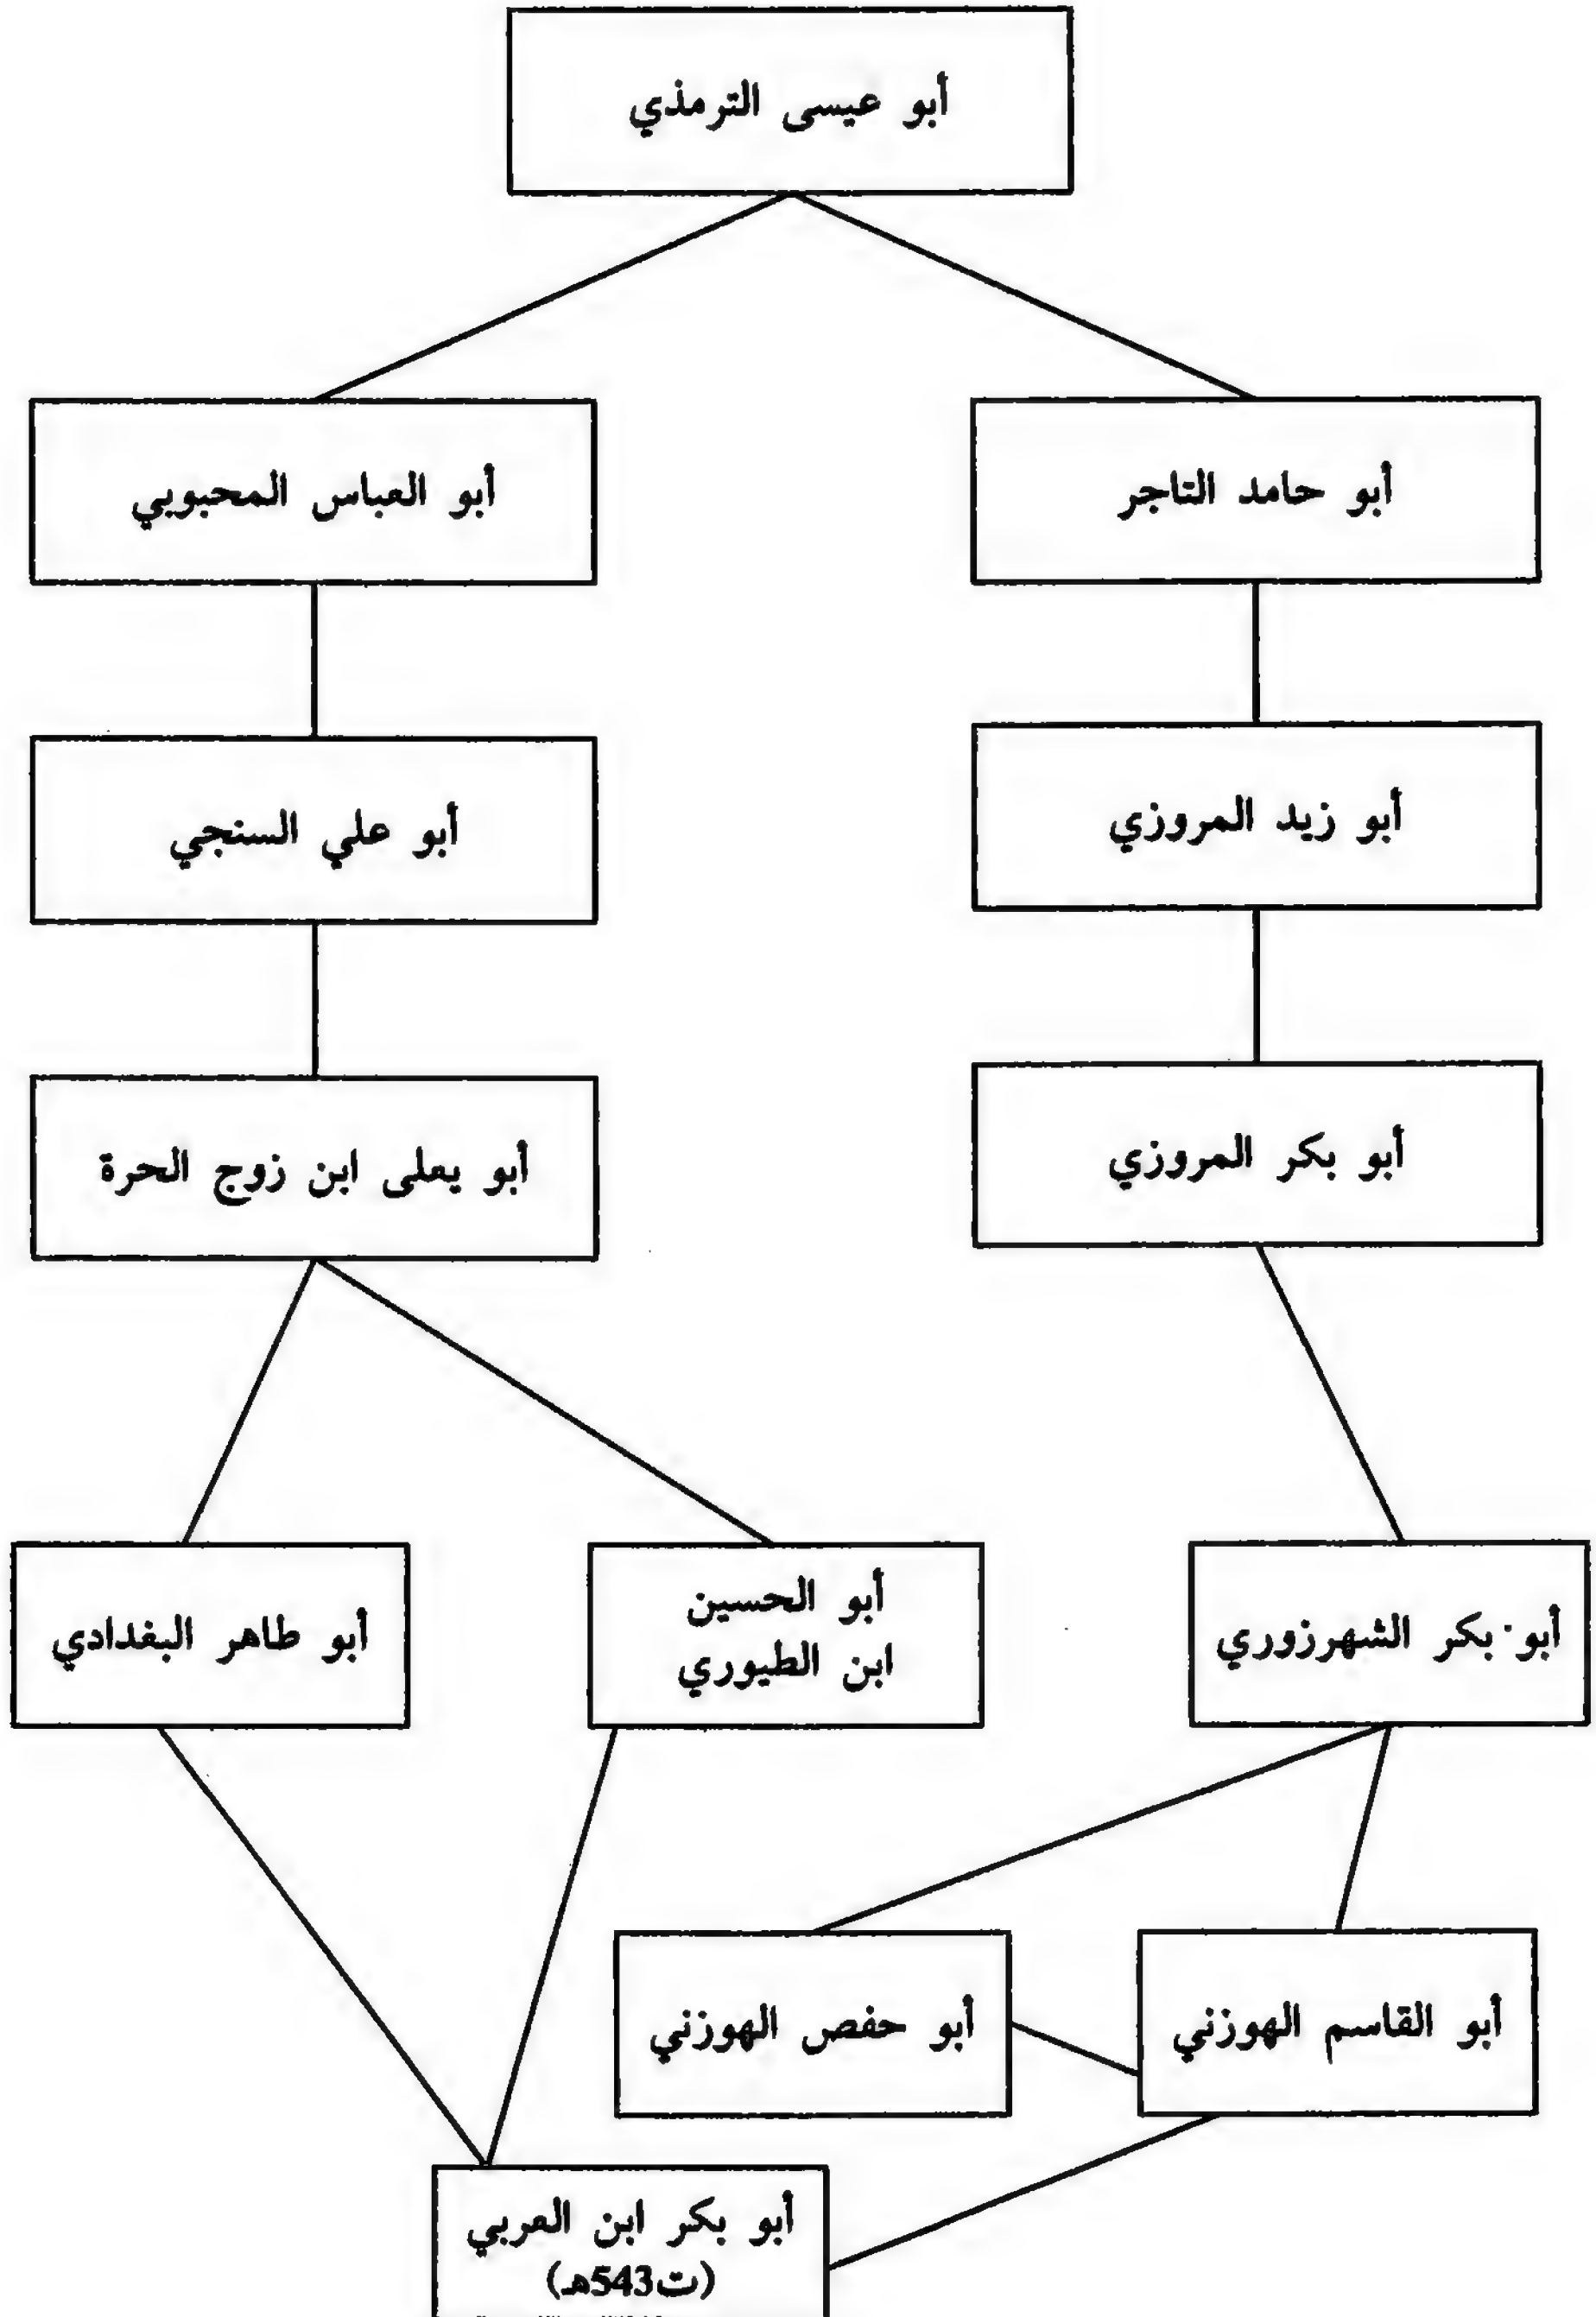 أبو عيسى الترمذي
أبو حامد التاجر
أبو العباس المحبوبي
أبو زيد المروزي
أبو علي السنجي
أبو بكر المروزي
أبو يعلى ابن زوج الحرة
أبو بكر الشهرزوري
أبو الحسين
ابن الطيوري
أبو طاهر البغدادي
أبو القاسم الهوزني
أبو حفص الهوزني
أبو بكر ابن العربي
(ت543هـ)